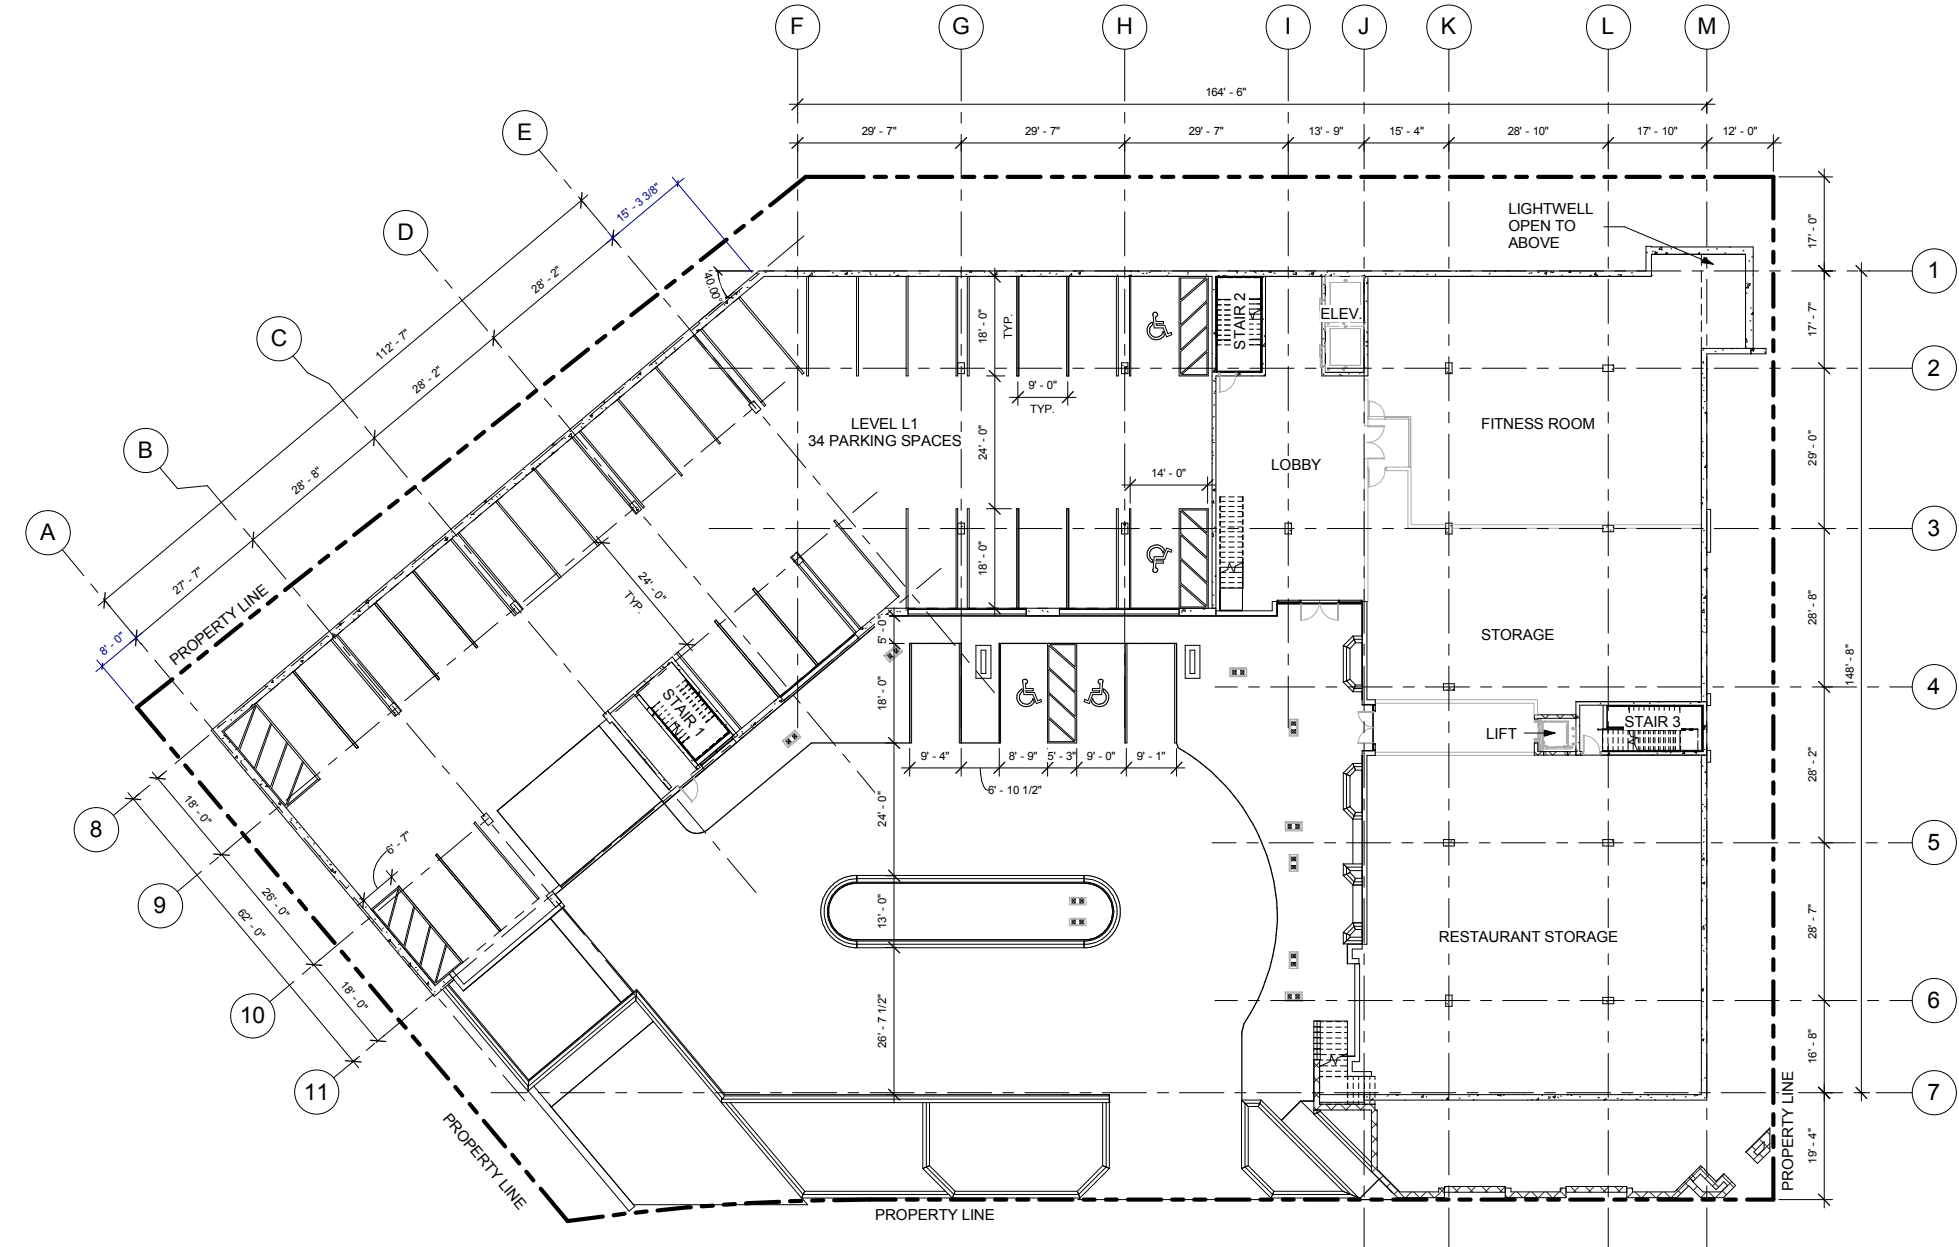 F
G
H
I
J
K
L
M
164' - 6"
29' - 7"
29' - 7"
29' - 7"
13' - 9"
15' - 4"
28' - 10"
17' - 10"
12' - 0"
E
D
C
B
A
15' - 3 3/8"
28' - 2"
112' - 7"
28' - 2"
28' - 8"
27' - 7"
8' - 0"
PROPERTY LINE
40.00°
LIGHTWELL
OPEN TO
ABOVE
17' - 0"
1
17' - 7"
2
29' - 0"
3
28' - 8"
148' - 8"
4
28' - 2"
5
28' - 7"
6
16' - 8"
7
19' - 4"
PROPERTY LINE
18' - 0"
TYP.
9' - 0"
TYP.
STAIR 2
ELEV.
LEVEL L1
34 PARKING SPACES
24' - 0"
14' - 0"
LOBBY
FITNESS ROOM
18' - 0"
24' - 0"
TYP.
STORAGE
5' - 0"
18' - 0"
STAIR 1
LIFT
STAIR 3
9' - 4"
8' - 9"
5' - 3"
9' - 0"
9' - 1"
6' - 10 1/2"
24' - 0"
13' - 0"
26' - 7 1/2"
RESTAURANT STORAGE
6' - 7"
8
18' - 0"
9
26' - 0"
62' - 0"
10
18' - 0"
11
PROPERTY LINE
PROPERTY LINE